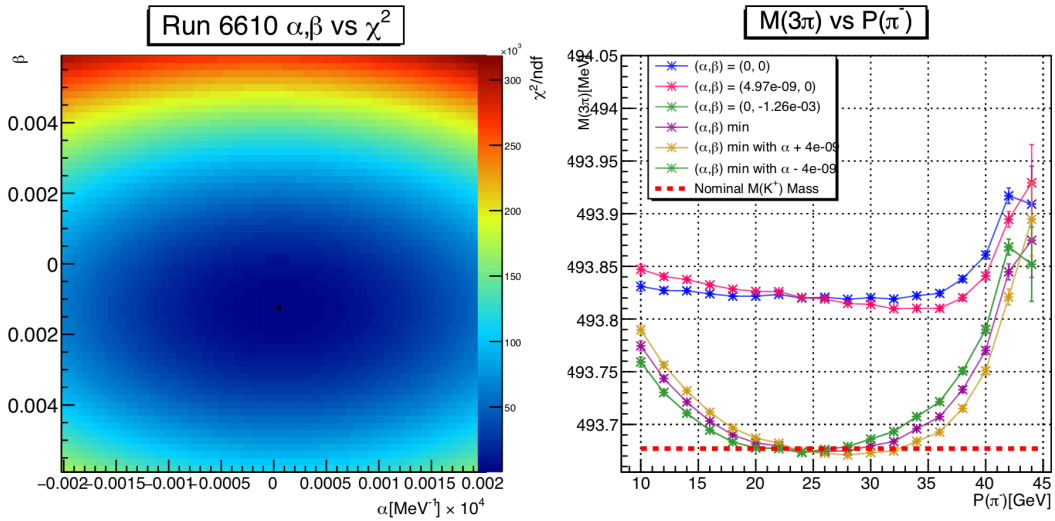 Run 6610 α,β vs χ²
β
×10³
χ²/ndf
300
250
200
150
100
50
0.004
0.002
0
0.002
0.004
−0.002
−0.0015
−0.001
−0.0005
0
0.0005
0.001
0.0015
0.002
α[MeV⁻¹] × 10⁴
M(3π) vs P(π⁻)
M(3π)[MeV]
494.05
494
493.95
493.9
493.85
493.8
493.75
493.7
(α,β) = (0, 0)
(α,β) = (4.97e-09, 0)
(α,β) = (0, -1.26e-03)
(α,β) min
(α,β) min with α + 4e-09
(α,β) min with α - 4e-09
Nominal M(K⁺) Mass
10
15
20
25
30
35
40
45
P(π⁻)[GeV]